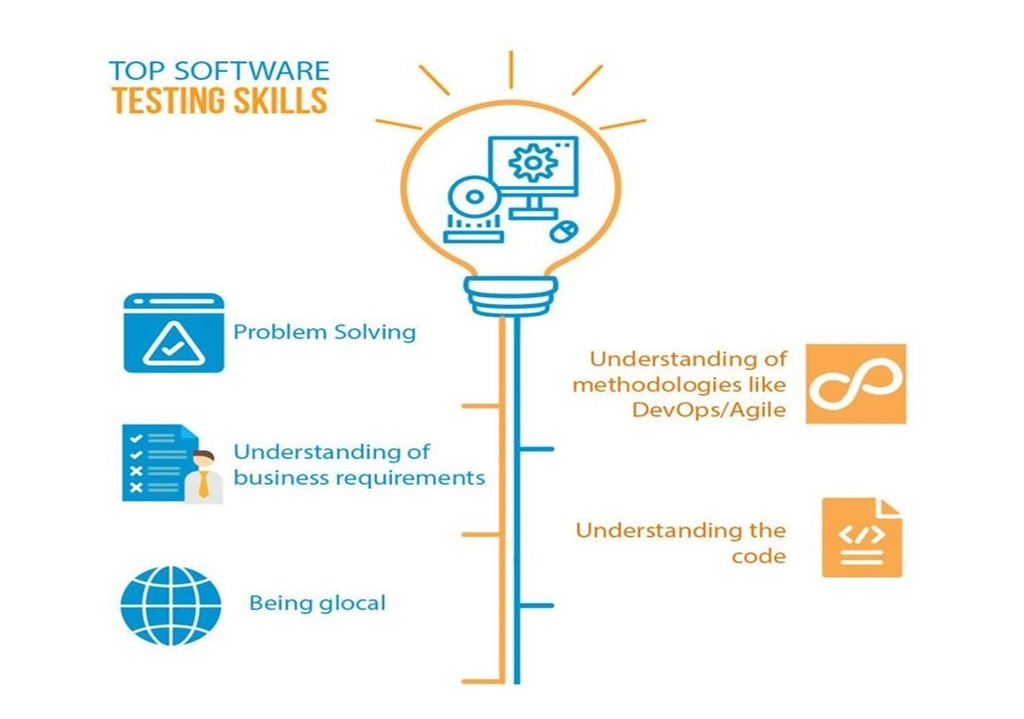 TOP SOFTWARE
TESTING SKILLS
Problem Solving
Understanding of
methodologies like
DevOps/Agile
Understanding of
business requirements
Understanding the
code
Being glocal